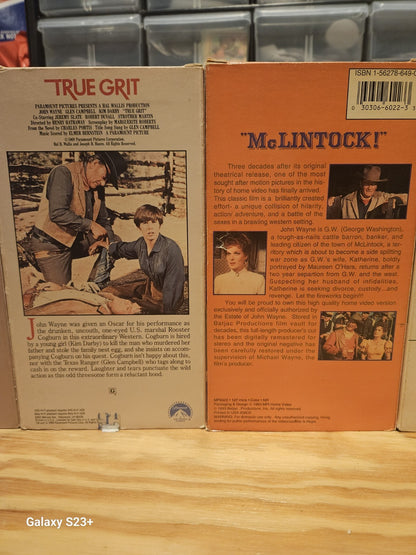 TRUE GRIT
PARAMOUNT PICTURES PRESENTS A HAL WALLIS PRODUCTION
JOHN WAYNE GLEN CAMPBELL KIM DARBY "TRUE GRIT"
Co-Starring JEREMY SLATE ROBERT DUVALL STROTHER MARTIN
Directed by HENRY HATHAWAY Screenplay by MARGUERITE ROBERTS
From the Novel by CHARLES PORTIS Title Song Sung by GLEN CAMPBELL
Music Scored by ELMER BERNSTEIN A PARAMOUNT PICTURE
John Wayne was given an Oscar for his performance as
the drunken, uncouth, one-eyed U.S. marshal Rooster
Cogburn in this extraordinary Western. Cogburn is hired
by a young girl (Kim Darby) to kill the man who murdered her
father and stole the family nest egg, and she insists on accom-
panying Cogburn on his quest. Cogburn isn't happy about this,
nor with the Texas Ranger (Glen Campbell) who tags along to
cash in on the reward. Laughter and tears punctuate the
wild action as this odd threesome form a reluctant bond.
G
ISBN 1-56278-649-
0 30306-6022-3
"McLINTOCK!"
Three decades after its original
theatrical release, one of the most
sought after motion pictures in the his-
tory of home video has finally arrived.
This classic film is a brilliantly created
effort- a unique collision of hilarity,
action/ adventure, and a battle of the
sexes in a brawling western setting.
John Wayne is G.W. (George Washington),
a tough-as-nails cattle barron, banker, and
leading citizen of the town of McLintock, a ter-
ritory which is about to become a side splitting
war zone as G.W.'s wife, Katherine, boldly
portrayed by Maureen O'Hara, returns after a
two year separation from G.W. and the west.
Suspecting her husband of infidelities,
Katherine is seeking divorce, custody...and
revenge. Let the fireworks begin!!
You will be proud to own this high quality home video version
exclusively and officially authorized by
the Estate of John Wayne. Stored in
Batjac Productions film vault for
decades, this full-length producer's cut
has been digitally remastered for
stereo and the original negative has
been carefully restored under the
supervision of Michael Wayne, the
film's producer.
Galaxy S23+